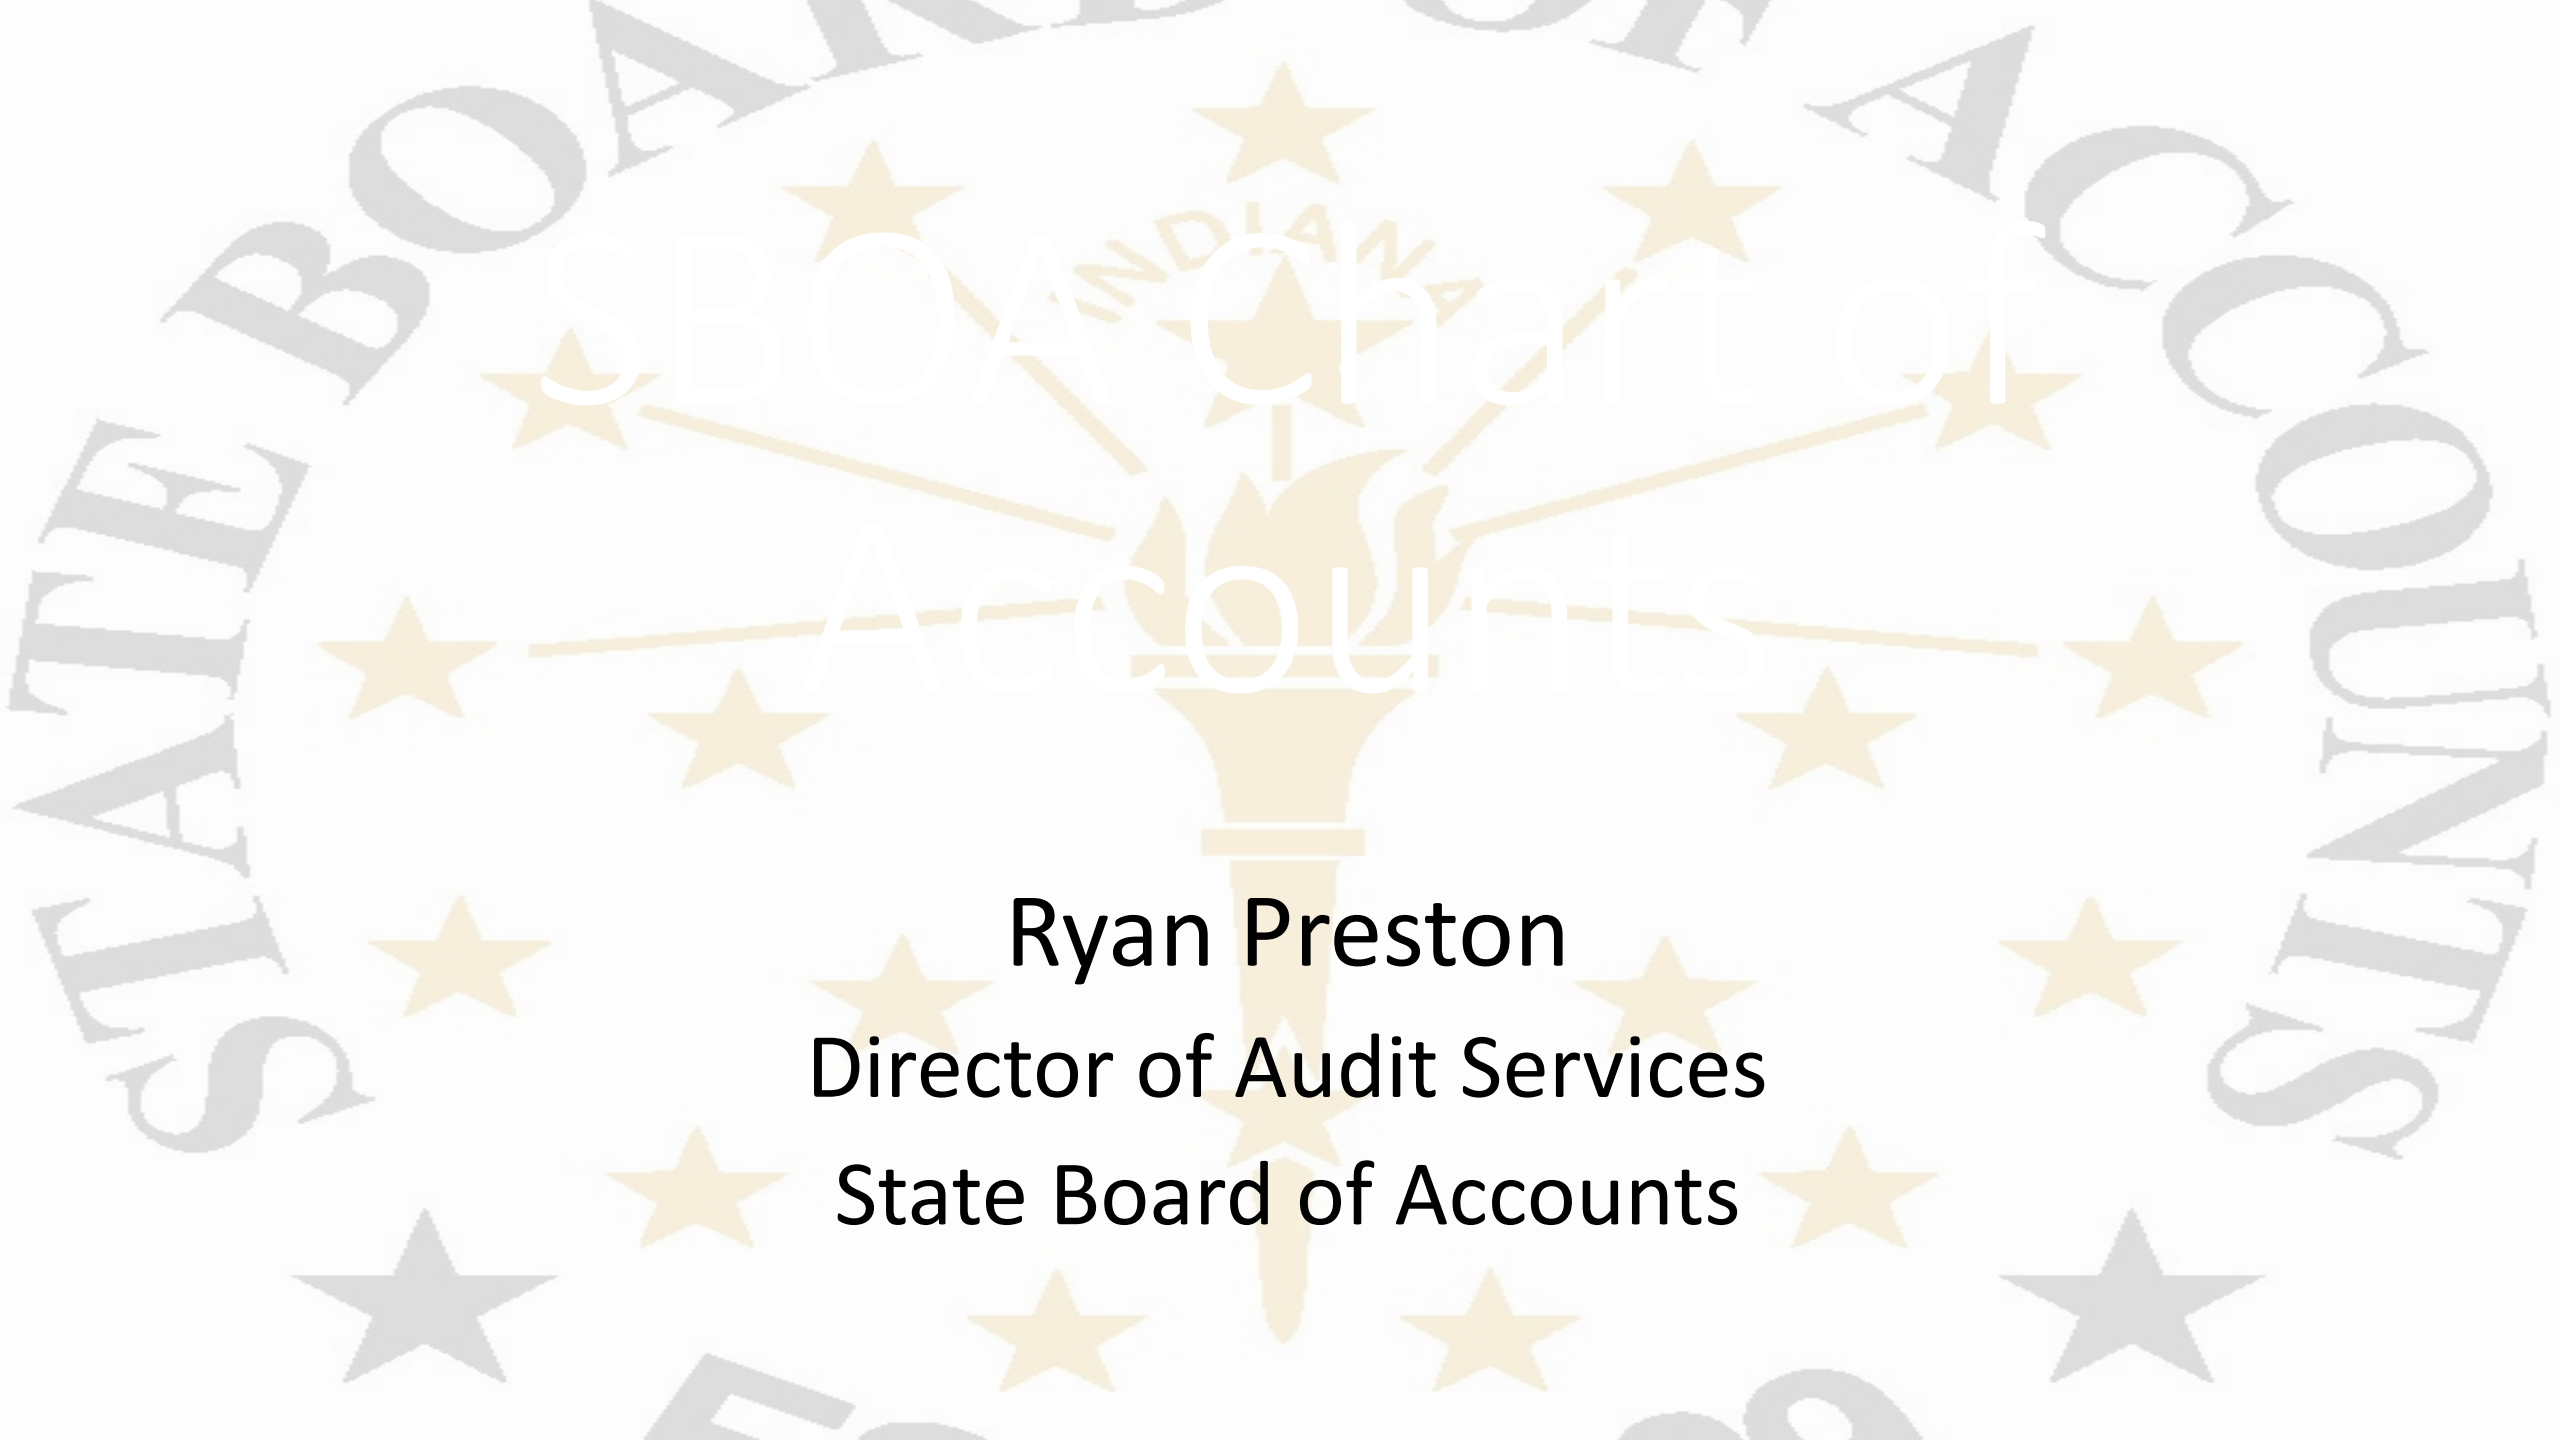 STATE BOARD OF ACCOUNTS
INDIANA
SBOA Chart of
Accounts
Ryan Preston
Director of Audit Services
State Board of Accounts